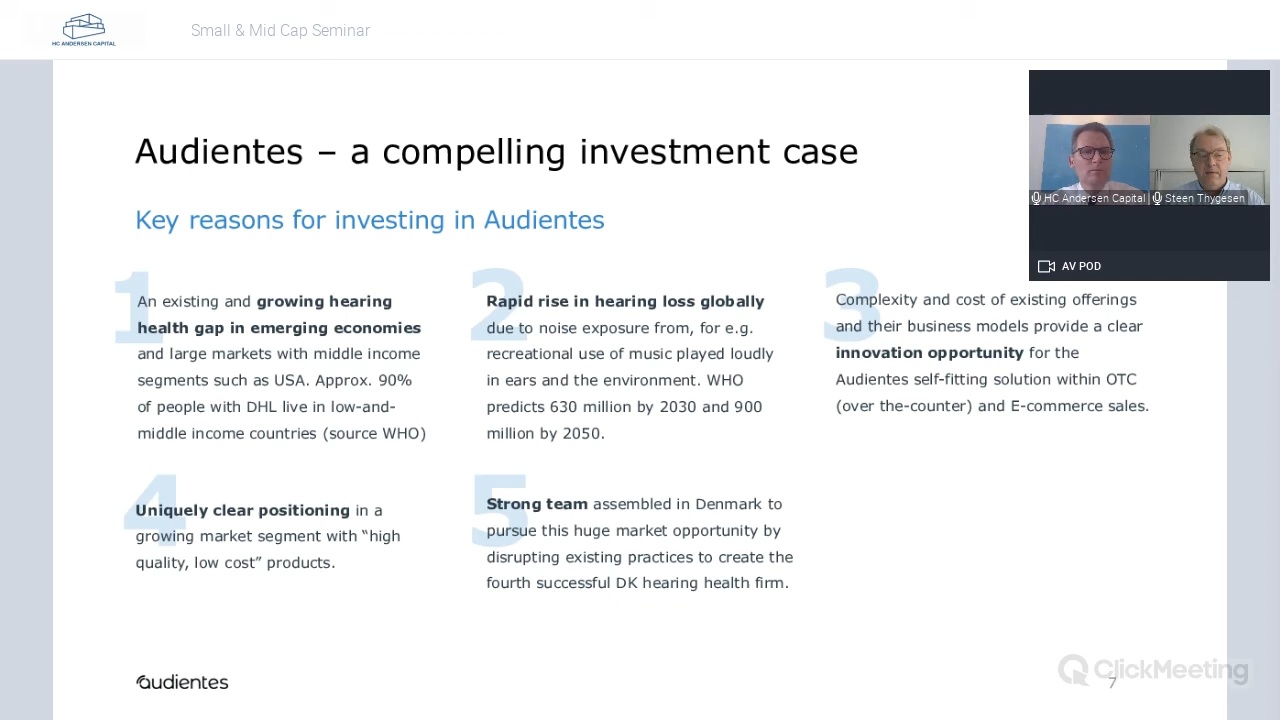 HC ANDERSEN CAPITAL
Small & Mid Cap Seminar
Audientes – a compelling investment case
Key reasons for investing in Audientes
HC Andersen Capital
Steen Thygesen
AV POD
1
An existing and growing hearing
health gap in emerging economies
and large markets with middle income
segments such as USA. Approx. 90%
of people with DHL live in low-and-
middle income countries (source WHO)
2
Rapid rise in hearing loss globally
due to noise exposure from, for e.g.
recreational use of music played loudly
in ears and the environment. WHO
predicts 630 million by 2030 and 900
million by 2050.
3
Complexity and cost of existing offerings
and their business models provide a clear
innovation opportunity for the
Audientes self-fitting solution within OTC
(over the-counter) and E-commerce sales.
4
Uniquely clear positioning in a
growing market segment with “high
quality, low cost” products.
5
Strong team assembled in Denmark to
pursue this huge market opportunity by
disrupting existing practices to create the
fourth successful DK hearing health firm.
audientes
ClickMeeting
7